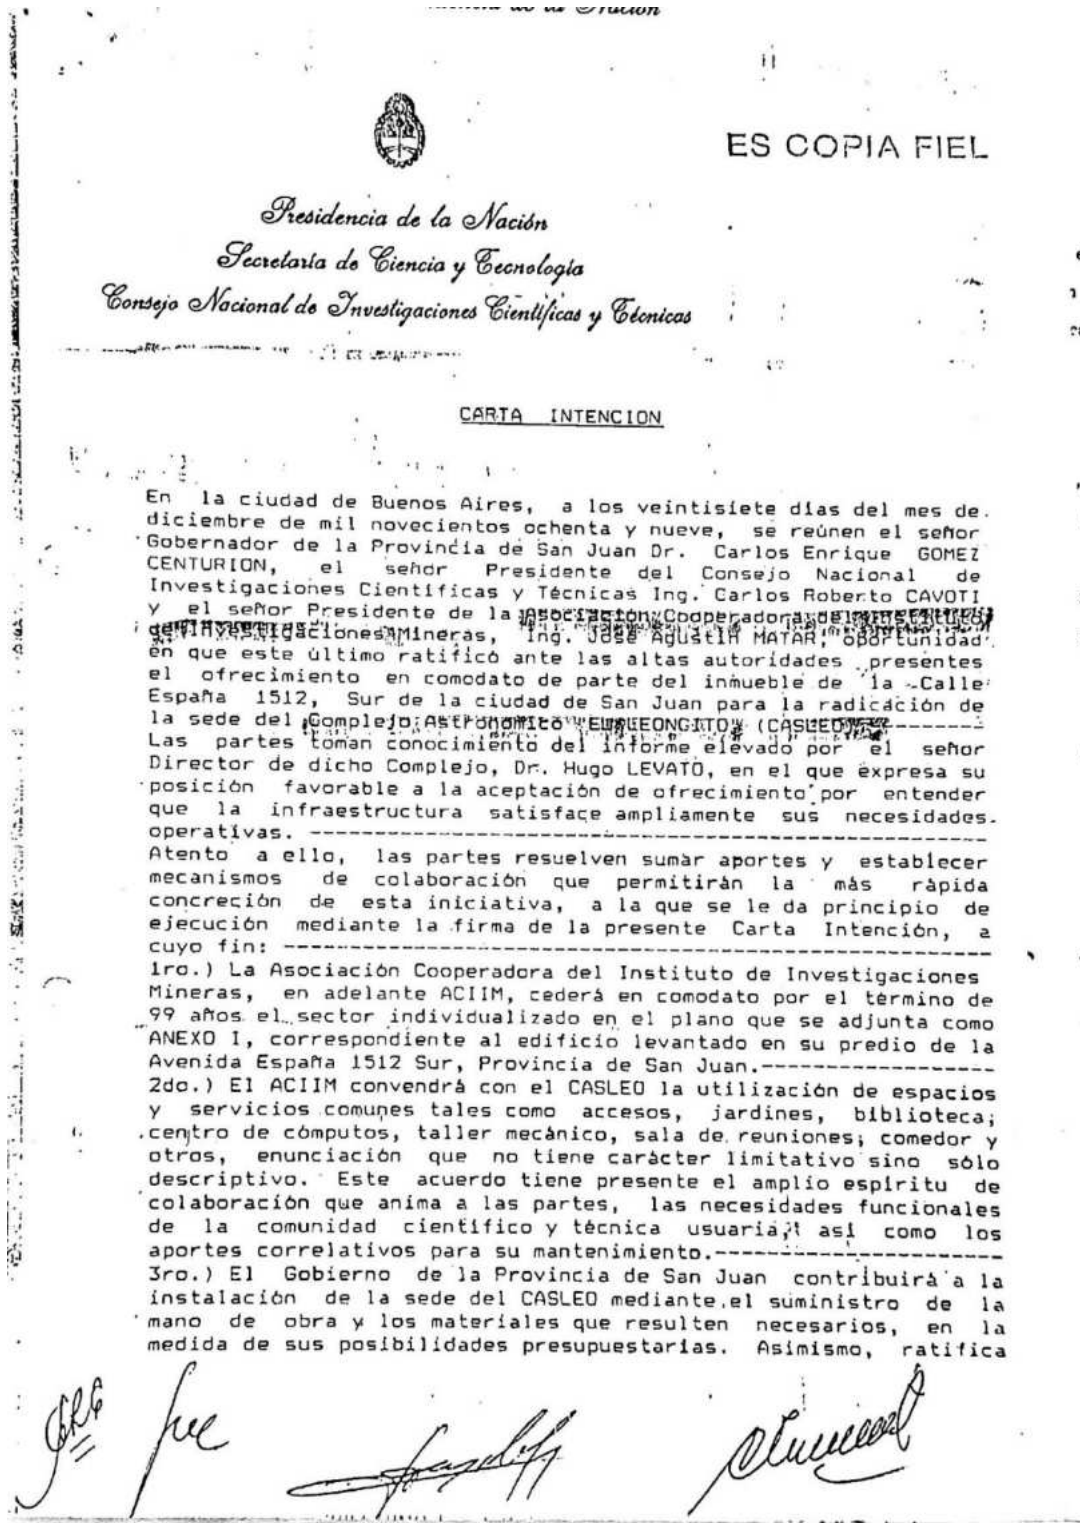 de la Nación
ES COPIA FIEL
Presidencia de la Nación
Secretaría de Ciencia y Tecnología
Consejo Nacional de Investigaciones Científicas y Técnicas
CARTA INTENCION
En la ciudad de Buenos Aires, a los veintisiete días del mes de
diciembre de mil novecientos ochenta y nueve, se reúnen el señor
Gobernador de la Provincia de San Juan Dr. Carlos Enrique GOMEZ
CENTURION, el señor Presidente del Consejo Nacional de
Investigaciones Científicas y Técnicas Ing. Carlos Roberto CAVOTI
y el señor Presidente de la Asociación Cooperadora del Instituto
de Investigaciones Mineras, Ing. José Agustín MATAR, oportunidad
en que este último ratificó ante las altas autoridades presentes
el ofrecimiento en comodato de parte del inmueble de la Calle
España 1512, Sur de la ciudad de San Juan para la radicación de
la sede del Complejo Astronómico "EL LEONCITO" (CASLEO).--------
Las partes toman conocimiento del informe elevado por el señor
Director de dicho Complejo, Dr. Hugo LEVATO, en el que expresa su
posición favorable a la aceptación de ofrecimiento por entender
que la infraestructura satisface ampliamente sus necesidades
operativas. ----------------------------------------------------
Atento a ello, las partes resuelven sumar aportes y establecer
mecanismos de colaboración que permitirán la más rápida
concreción de esta iniciativa, a la que se le da principio de
ejecución mediante la firma de la presente Carta Intención, a
cuyo fin: ------------------------------------------------------
1ro.) La Asociación Cooperadora del Instituto de Investigaciones
Mineras, en adelante ACIIM, cederá en comodato por el término de
99 años el sector individualizado en el plano que se adjunta como
ANEXO I, correspondiente al edificio levantado en su predio de la
Avenida España 1512 Sur, Provincia de San Juan.------------------
2do.) El ACIIM convendrá con el CASLEO la utilización de espacios
y servicios comunes tales como accesos, jardines, biblioteca;
centro de cómputos, taller mecánico, sala de reuniones; comedor y
otros, enunciación que no tiene carácter limitativo sino sólo
descriptivo. Este acuerdo tiene presente el amplio espíritu de
colaboración que anima a las partes, las necesidades funcionales
de la comunidad científico y técnica usuaria, así como los
aportes correlativos para su mantenimiento.----------------------
3ro.) El Gobierno de la Provincia de San Juan contribuirá a la
instalación de la sede del CASLEO mediante el suministro de la
mano de obra y los materiales que resulten necesarios, en la
medida de sus posibilidades presupuestarias. Asimismo, ratifica